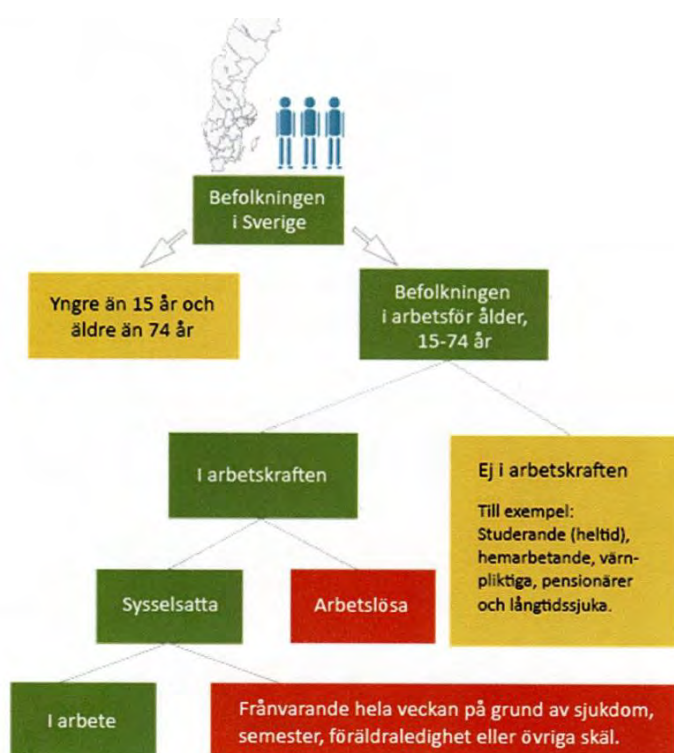 Befolkningen
i Sverige
Yngre än 15 år och
äldre än 74 år
Befolkningen
i arbetsför ålder,
15-74 år
I arbetskraften
Ej i arbetskraften
Till exempel:
Studerande (heltid),
hemarbetande, värn-
pliktiga, pensionärer
och långtidssjuka.
Sysselsatta
Arbetslösa
I arbete
Frånvarande hela veckan på grund av sjukdom,
semester, föräldraledighet eller övriga skäl.